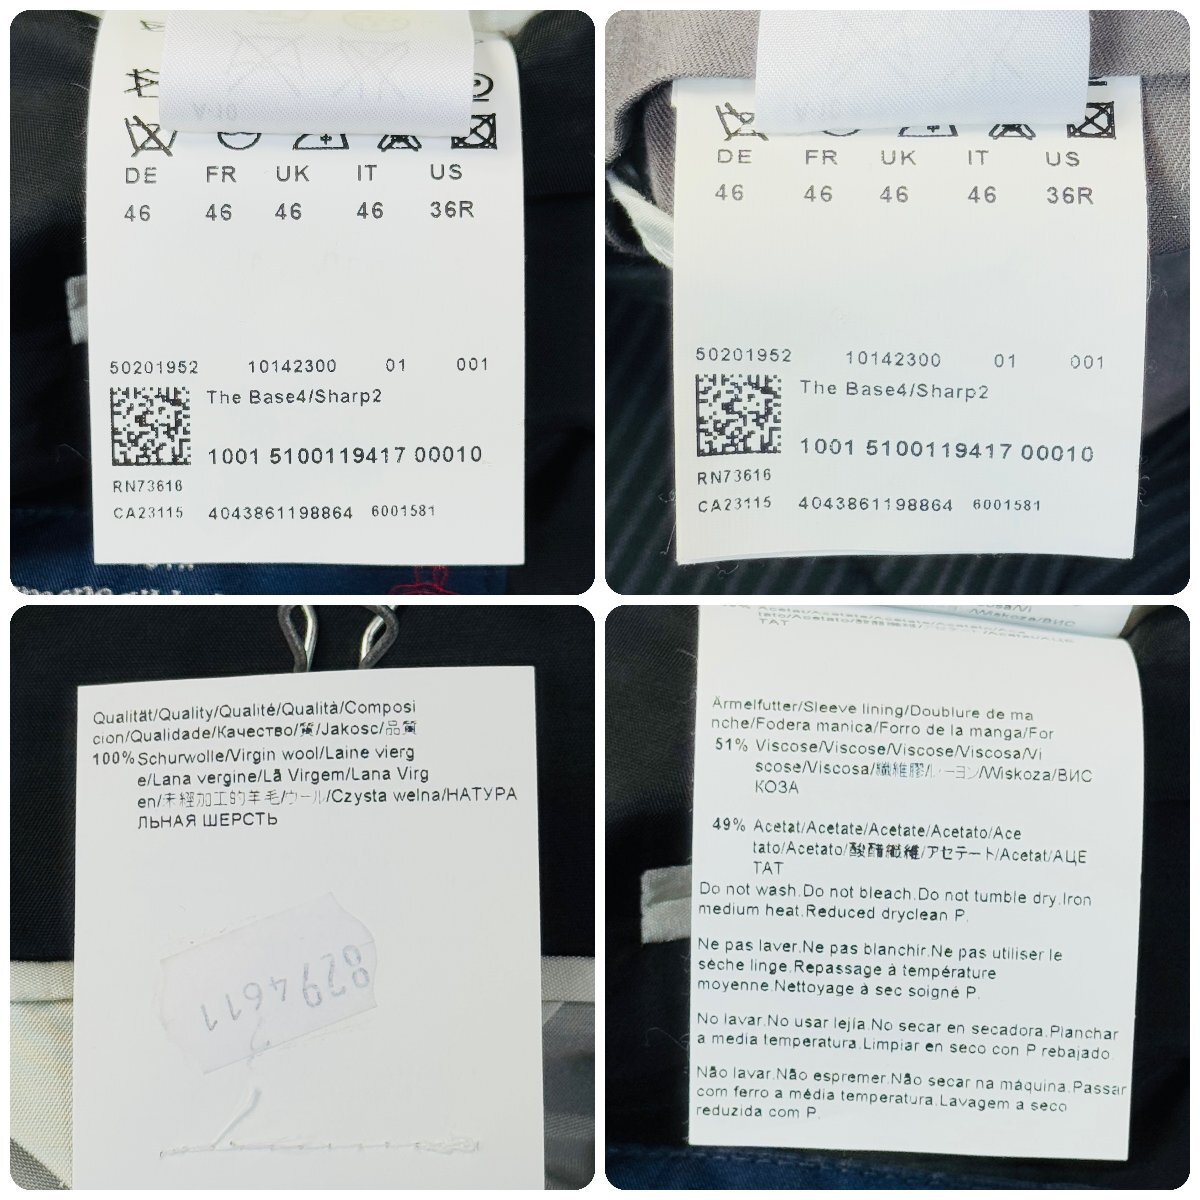 DE FR UK IT US
46 46 46 46 36R
50201952 10142300 01 001
The Base4/Sharp2
1001 5100119417 00010
RN73616
CA23115 4043861198864 6001581
DE FR UK IT US
46 46 46 46 36R
50201952 10142300 01 001
The Base4/Sharp2
1001 5100119417 00010
RN73616
CA23115 4043861198864 6001581
Qualität/Quality/Qualité/Qualità/Composi
cion/Qualidade/Качество/質/Jakosc/品質
100% Schurwolle/Virgin wool/Laine vierg
e/Lana vergine/Lã Virgem/Lana Virg
en/未經加工的羊毛/ウール/Czysta welna/НАТУРА
ЛЬНАЯ ШЕРСТЬ
8294611
ТАТ
Ärmelfutter/Sleeve lining/Doublure de ma
nche/Fodera manica/Forro de la manga/For
51% Viscose/Viscose/Viscose/Viscosa/Vi
scose/Viscosa/纖維膠/レーヨン/Wiskoza/ВИС
КОЗА
49% Acetat/Acetate/Acetate/Acetato/Ace
tato/Acetato/醋酯纖維/アセテート/Acetat/АЦЕ
ТАТ
Do not wash.Do not bleach.Do not tumble dry.Iron
medium heat.Reduced dryclean P.
Ne pas laver.Ne pas blanchir.Ne pas utiliser le
sèche linge.Repassage à température
moyenne.Nettoyage à sec soigné P.
No lavar.No usar lejía.No secar en secadora.Planchar
a media temperatura.Limpiar en seco con P rebajado.
Não lavar.Não espremer.Não secar na máquina.Passar
com ferro a média temperatura.Lavagem a seco
reduzida com P.